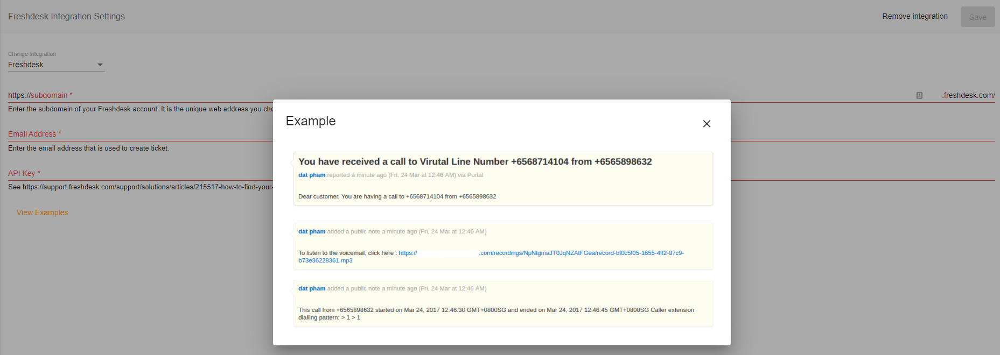 Freshdesk Integration Settings
Remove integration
Save
Change Integration
Freshdesk
https://subdomain *
.freshdesk.com/
Enter the subdomain of your Freshdesk account. It is the unique web address you cho
Email Address *
Enter the email address that is used to create ticket.
API Key *
See https://support.freshdesk.com/support/solutions/articles/215517-how-to-find-your-
View Examples
Example
You have received a call to Virutal Line Number +6568714104 from +6565898632
dat pham reported a minute ago (Fri, 24 Mar at 12:46 AM) via Portal
Dear customer, You are having a call to +6568714104 from +6565898632
dat pham added a public note a minute ago (Fri, 24 Mar at 12:46 AM)
To listen to the voicemail, click here : https:// .com/recordings/NpNtgmaJT0JqNZAtFGea/record-bf0c5f05-1655-4ff2-87c9-
b73e36228361.mp3
dat pham added a public note a minute ago (Fri, 24 Mar at 12:46 AM)
This call from +6565898632 started on Mar 24, 2017 12:46:30 GMT+0800SG and ended on Mar 24, 2017 12:46:45 GMT+0800SG Caller extension
dialling pattern: > 1 > 1